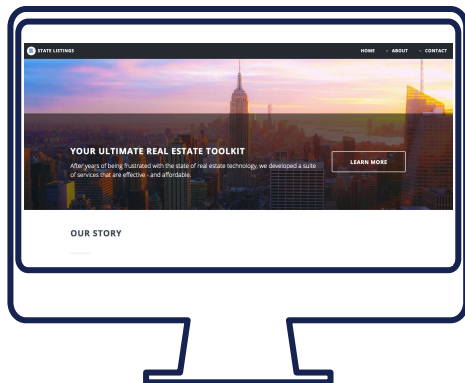 STATE LISTINGS
HOME
ABOUT
CONTACT
YOUR ULTIMATE REAL ESTATE TOOLKIT
After years of being frustrated with the state of real estate technology, we developed a suite
of services that are effective - and affordable.
LEARN MORE
OUR STORY